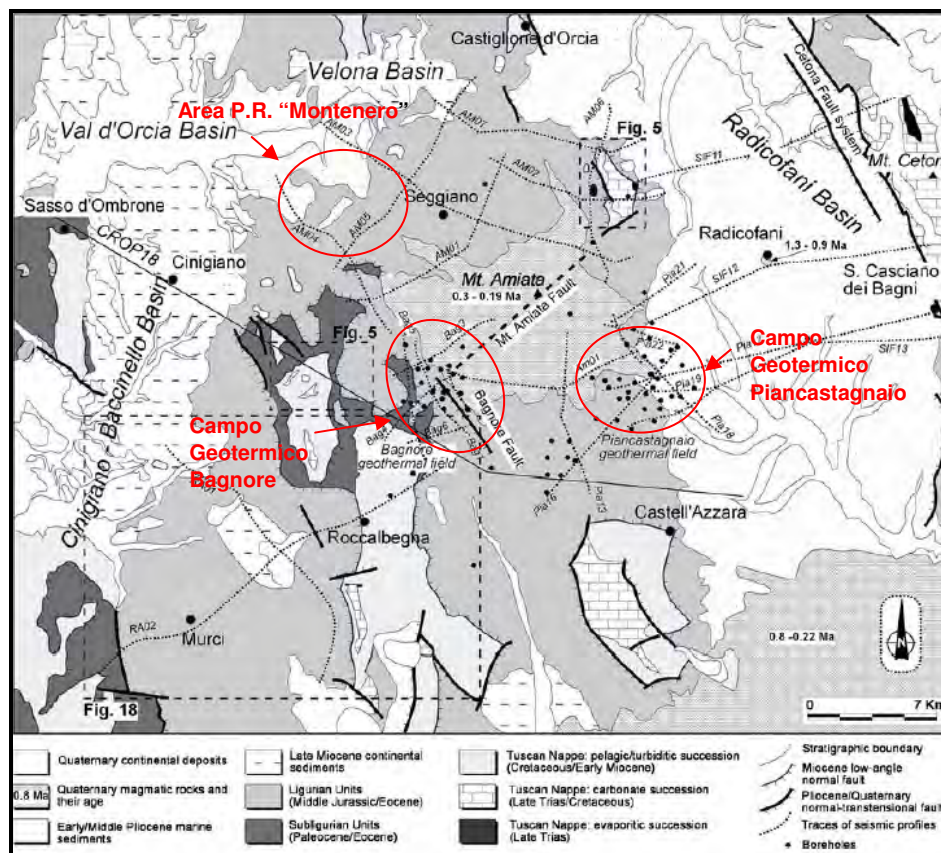 Castiglione d'Orcia
Velona Basin
Area P.R. "Montenero"
Val d'Orcia Basin
AM03
AM07
AM06
Fig. 5
Cetona Fault system
Radicofani Basin
Mt. Cetona
SIF11
AM02
Sasso d'Ombrone
CROP18
Seggiano
AM04
AM05
AM01
Radicofani
1.3 - 0.9 Ma
Cinigiano
Mt. Amiata
0.3 - 0.19 Ma
Mt. Amiata Fault
Pia21
SIF12
S. Casciano
dei Bagni
Fig. 5
Cinigiano - Baccinello Basin
SIF13
Pia19
Pia18
Campo
Geotermico
Piancastagnaio
Bagnore Fault
Campo
Geotermico
Bagnore
Bagnore
geothermal field
Piancastagnaio
geothermal field
Pia16
Pia13
Roccalbegna
Castell'Azzara
RA02
Murci
0.8 -0.22 Ma
N
Fig. 18
0 7 Km
Quaternary continental deposits
0.8 Ma
Quaternary magmatic rocks and
their age
Early/Middle Pliocene marine
sediments
Late Miocene continental
sediments
Ligurian Units
(Middle Jurassic/Eocene)
Subligurian Units
(Paleocene/Eocene)
Tuscan Nappe: pelagic/turbiditic succession
(Cretaceous/Early Miocene)
Tuscan Nappe: carbonate succession
(Late Trias/Cretaceous)
Tuscan Nappe: evaporitic succession
(Late Trias)
Stratigraphic boundary
Miocene low-angle
normal fault
Pliocene/Quaternary
normal-transtensional fault
Traces of seismic profiles
Boreholes